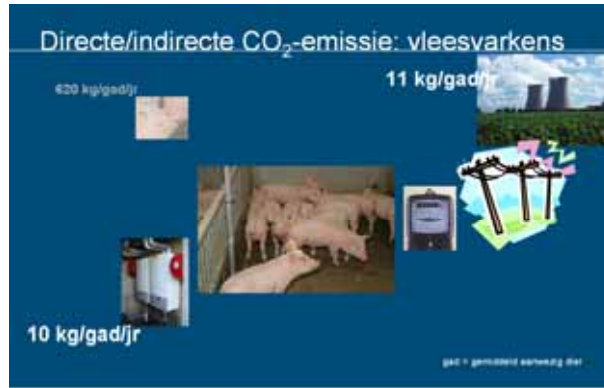 Directe/indirecte CO₂-emissie: vleesvarkens
11 kg/gad/jr
620 kg/gad/jr
10 kg/gad/jr
gad = gemiddeld aanwezig dier